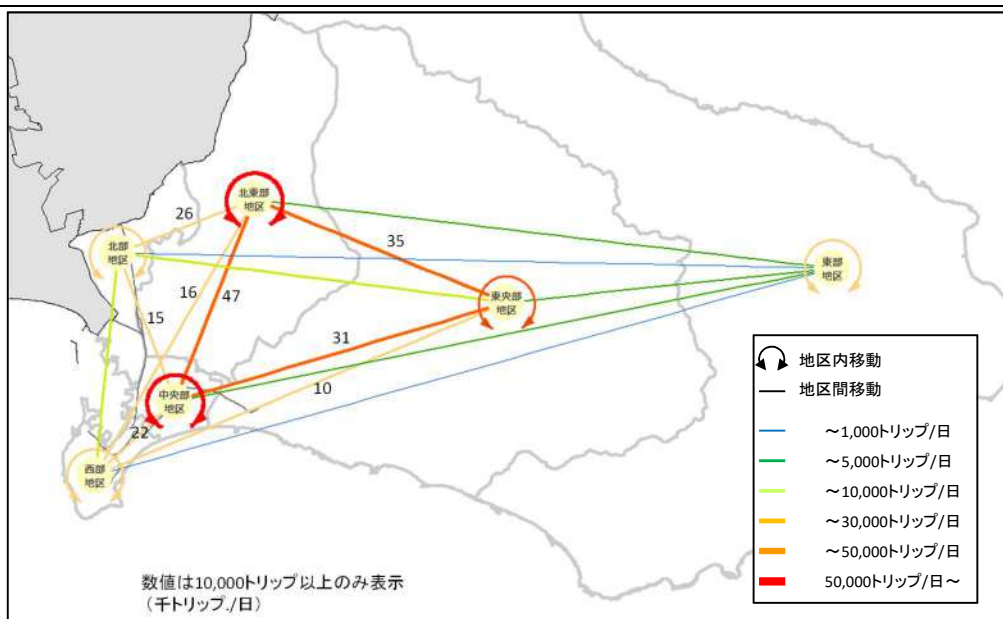 北東部
地区
26
北部
地区
35
東部
地区
16
47
東央部
地区
15
31
中央部
地区
10
22
西部
地区
地区内移動
地区間移動
～1,000トリップ/日
～5,000トリップ/日
～10,000トリップ/日
～30,000トリップ/日
～50,000トリップ/日
50,000トリップ/日～
数値は10,000トリップ以上のみ表示
（千トリップ./日）